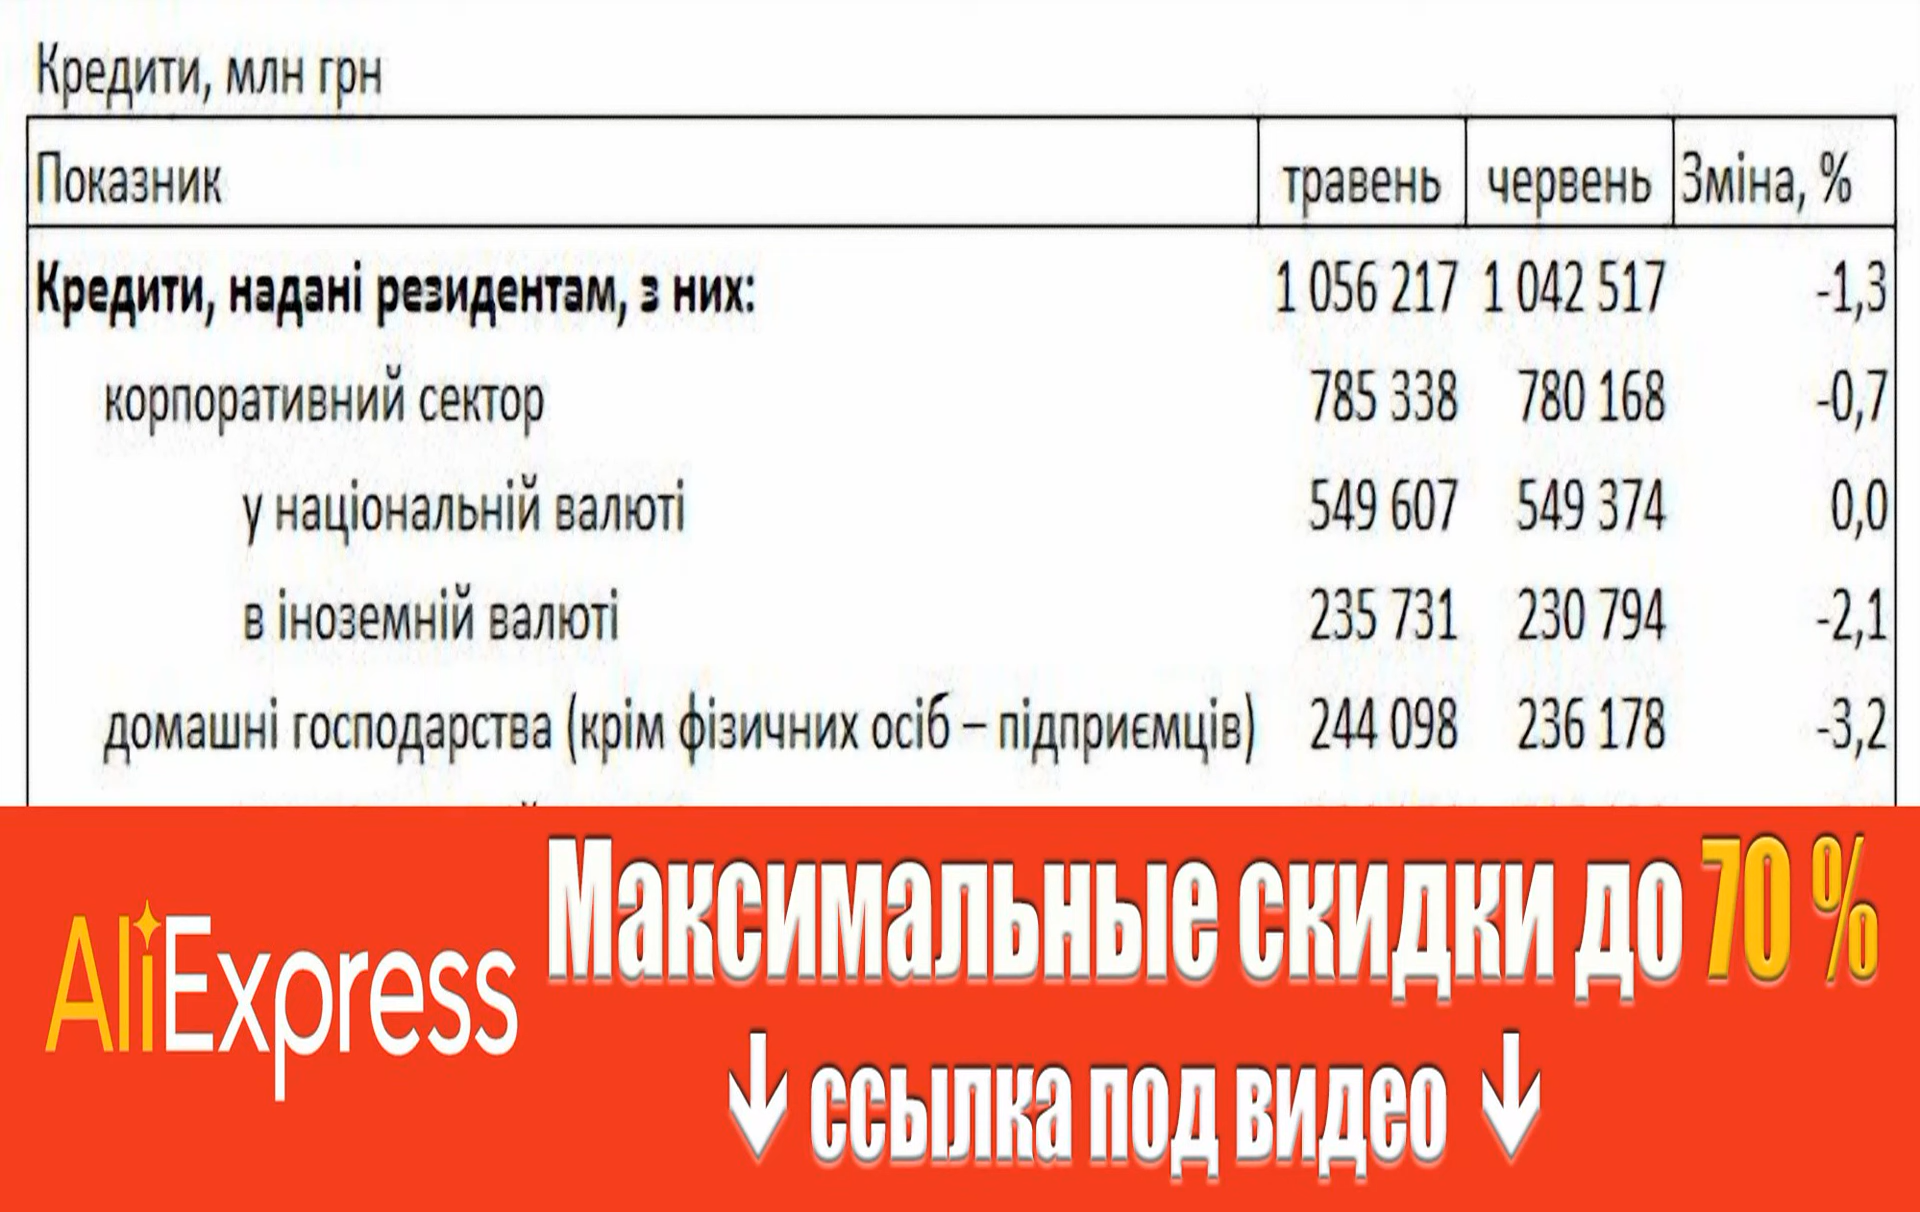 Кредити, млн грн
Показник травень червень Зміна, %
Кредити, надані резидентам, з них: 1 056 217 1 042 517 -1,3
корпоративний сектор 785 338 780 168 -0,7
у національній валюті 549 607 549 374 0,0
в іноземній валюті 235 731 230 794 -2,1
домашні господарства (крім фізичних осіб – підприємців) 244 098 236 178 -3,2
AliExpress
Максимальные скидки до 70 %
↓ ссылка под видео ↓